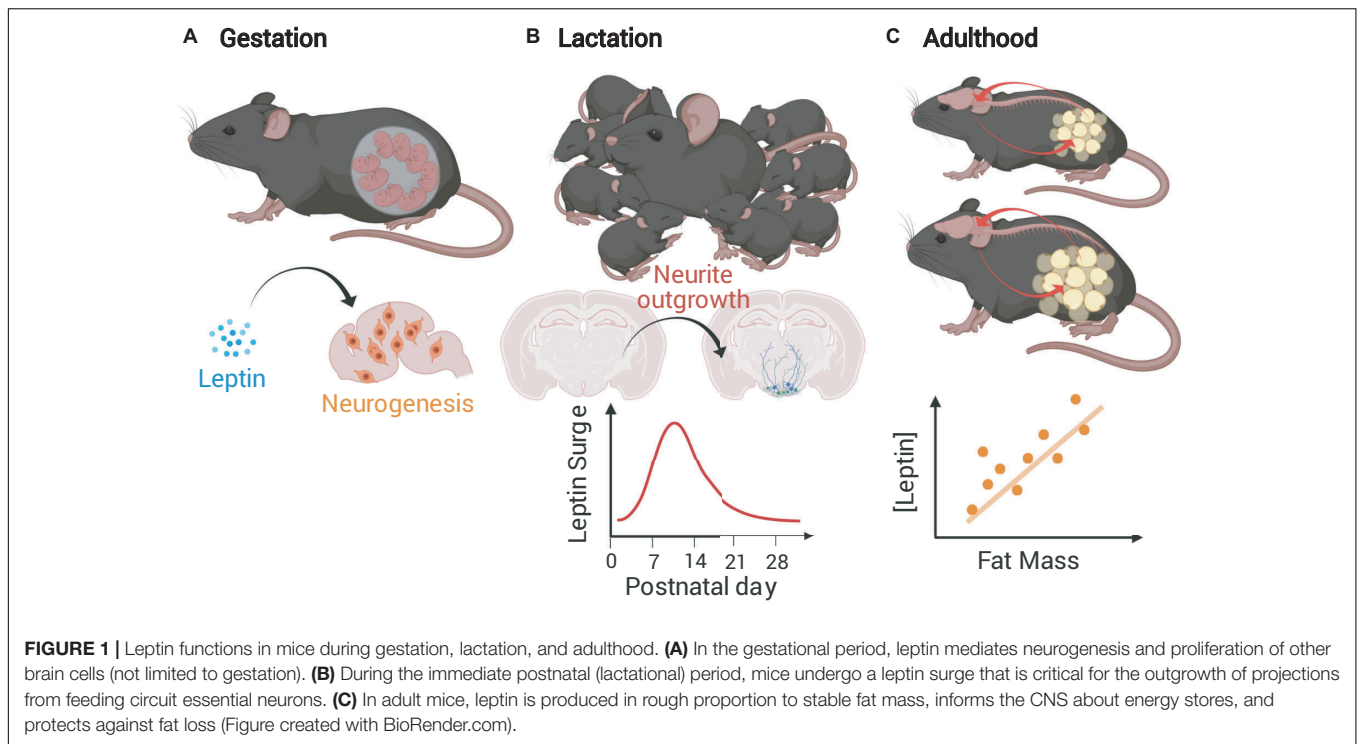 A Gestation
B Lactation
C Adulthood
Leptin
Neurogenesis
Neurite
outgrowth
Leptin Surge
0 7 14 21 28
Postnatal day
[Leptin]
Fat Mass
FIGURE 1 | Leptin functions in mice during gestation, lactation, and adulthood. (A) In the gestational period, leptin mediates neurogenesis and proliferation of other
brain cells (not limited to gestation). (B) During the immediate postnatal (lactational) period, mice undergo a leptin surge that is critical for the outgrowth of projections
from feeding circuit essential neurons. (C) In adult mice, leptin is produced in rough proportion to stable fat mass, informs the CNS about energy stores, and
protects against fat loss (Figure created with BioRender.com).